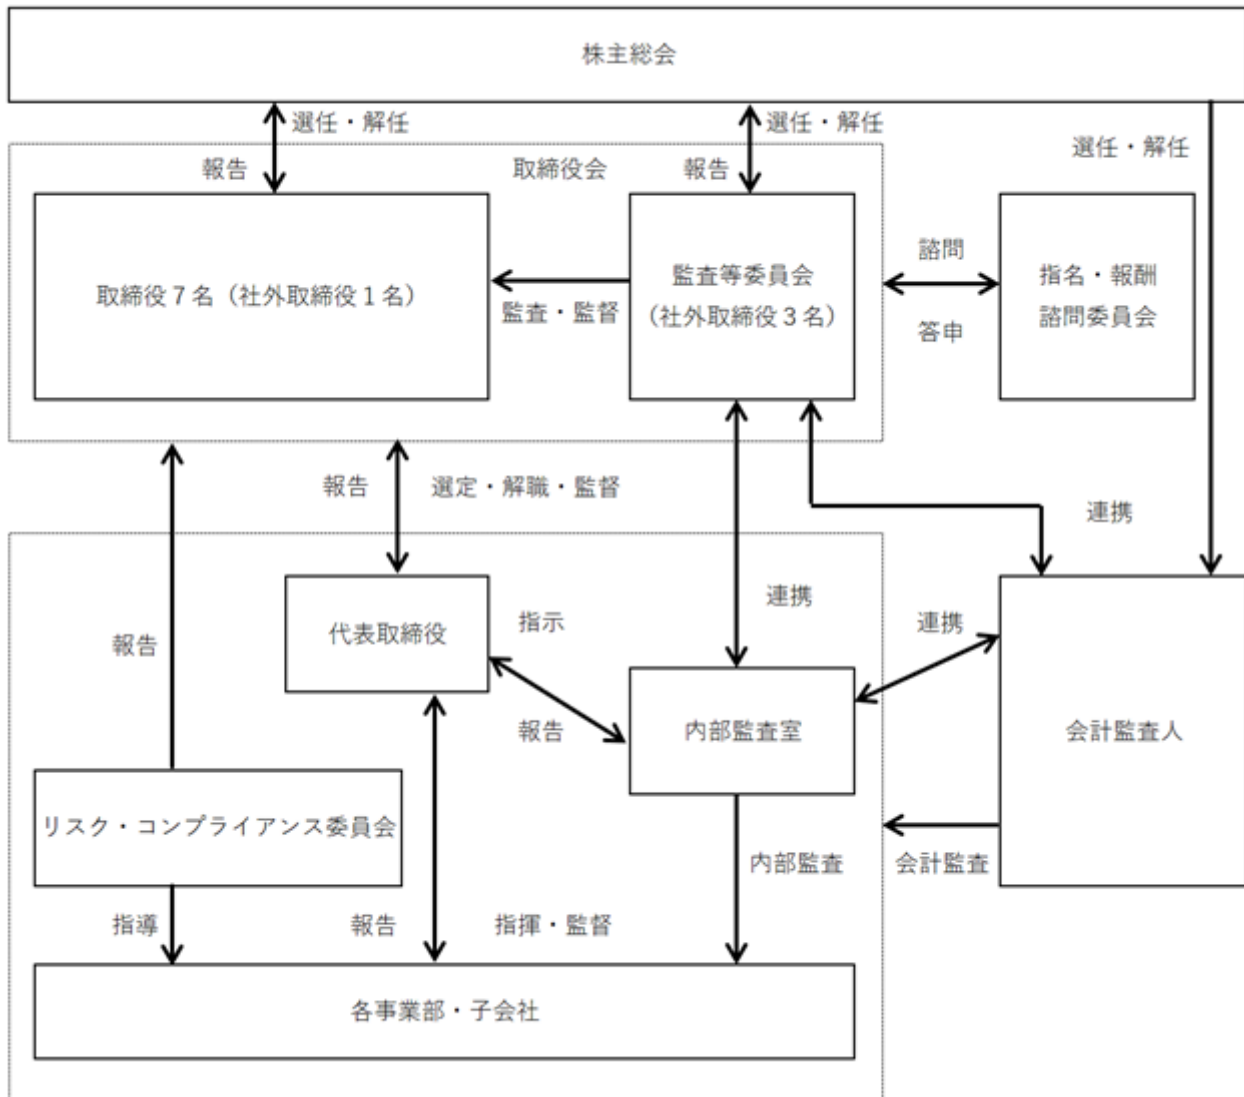 株主総会
選任・解任
選任・解任
選任・解任
報告
取締役会
報告
取締役７名（社外取締役１名）
監査・監督
監査等委員会
（社外取締役３名）
諮問
答申
指名・報酬
諮問委員会
報告
選定・解職・監督
連携
代表取締役
指示
連携
連携
報告
報告
内部監査室
会計監査人
リスク・コンプライアンス委員会
内部監査
会計監査
指導
報告
指揮・監督
各事業部・子会社